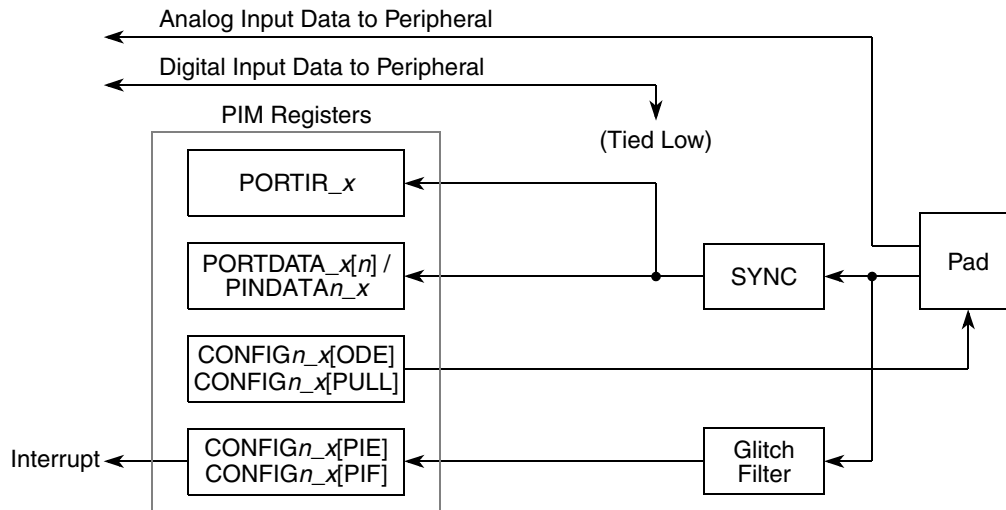 Analog Input Data to Peripheral
Digital Input Data to Peripheral
PIM Registers
(Tied Low)
PORTIR_x
PORTDATA_x[n] /
PINDATAn_x
SYNC
Pad
CONFIGn_x[ODE]
CONFIGn_x[PULL]
Interrupt
CONFIGn_x[PIE]
CONFIGn_x[PIF]
Glitch
Filter